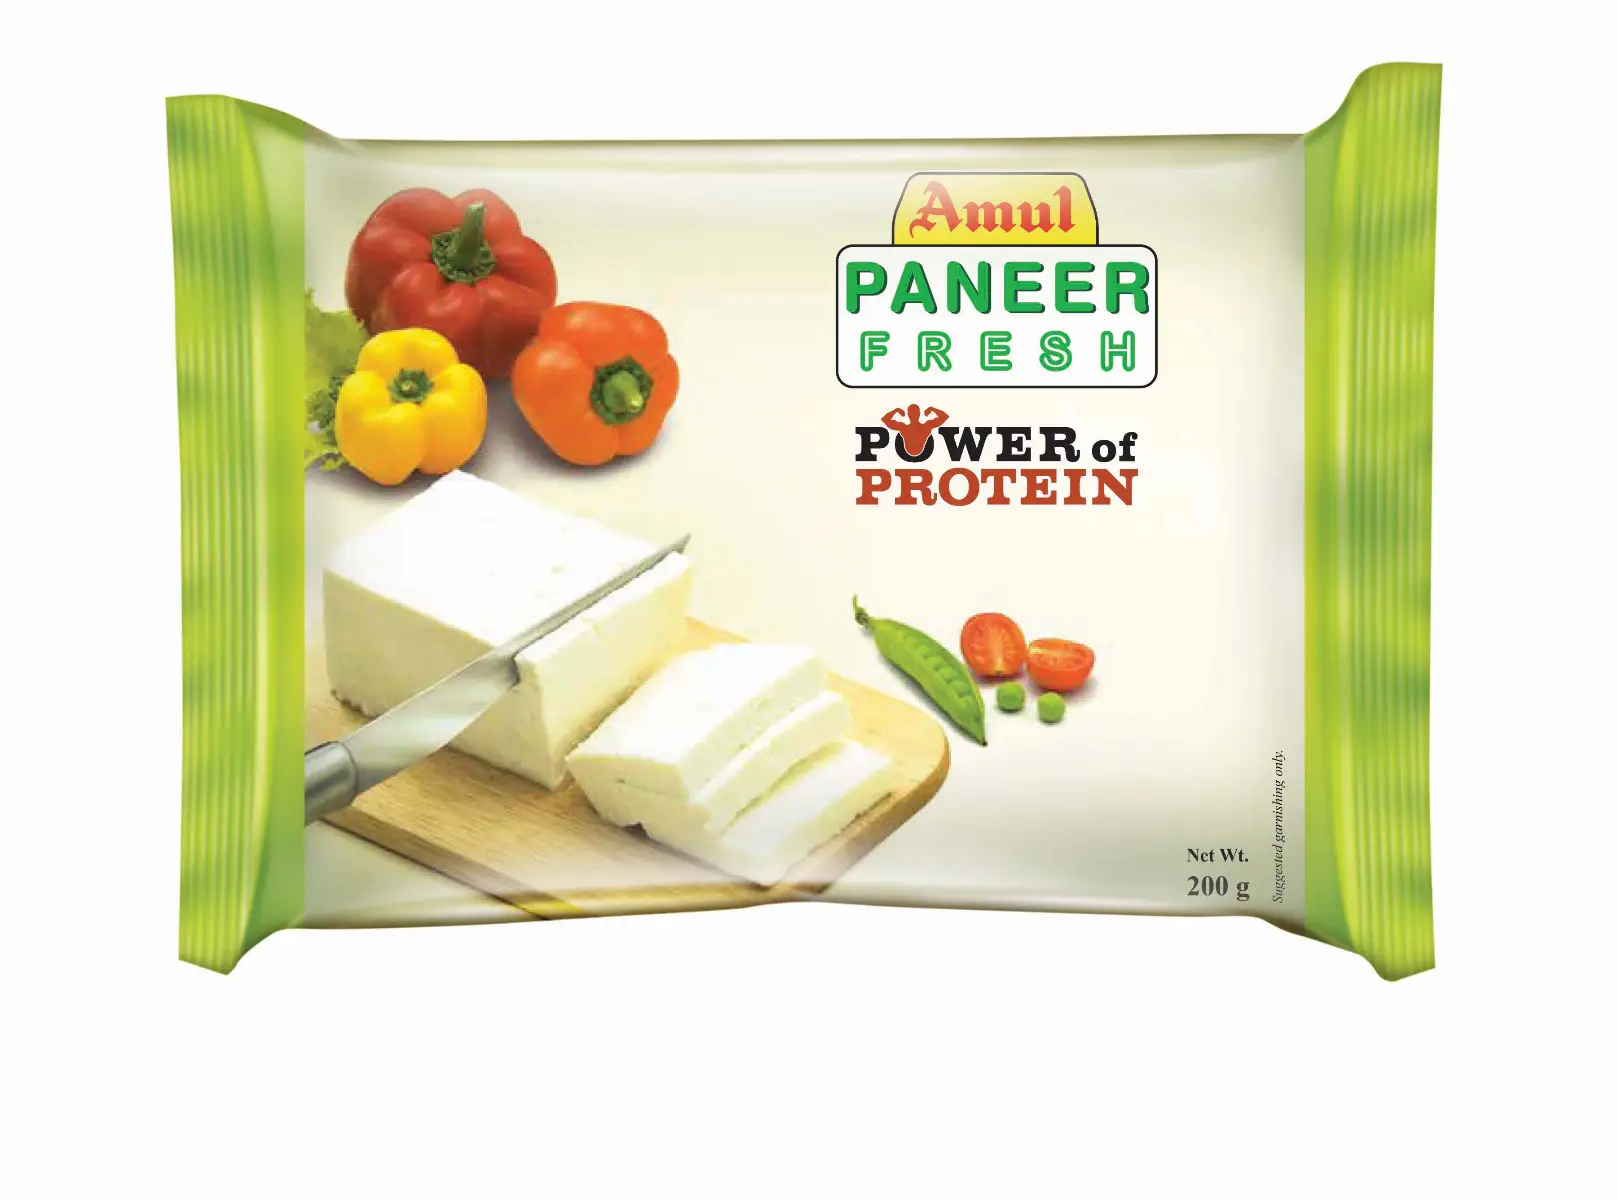 Amul
PANEER
FRESH
POWER of
PROTEIN
Net Wt.
200 g
Suggested garnishing only.